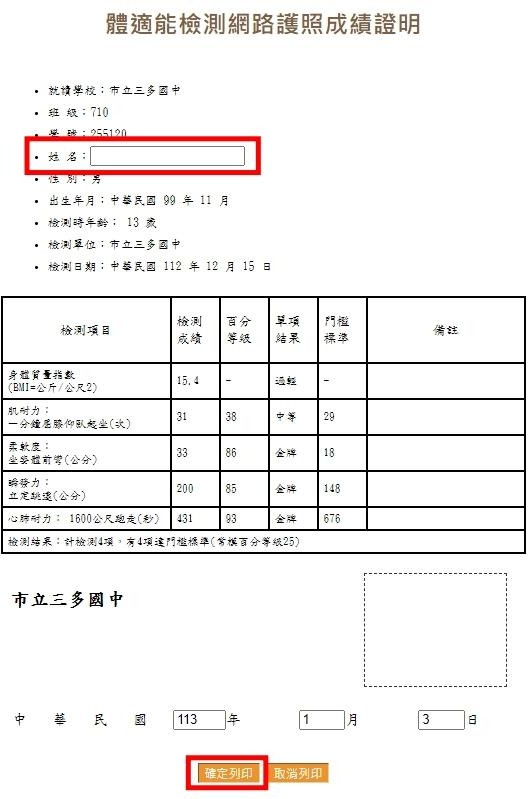 體適能檢測網路護照成績證明
就讀學校：市立三多國中
班 級：710
學 號：255120
姓 名：
性 別：男
出生年月：中華民國 99 年 11 月
檢測時年齡： 13 歲
檢測單位：市立三多國中
檢測日期：中華民國 112 年 12 月 15 日
檢測項目 檢測成績 百分等級 單項結果 門檻標準 備註
身體質量指數 (BMI=公斤/公尺2) 15.4 - 過輕 -
肌耐力： 一分鐘屈膝仰臥起坐(次) 31 38 中等 29
柔軟度： 坐姿體前彎(公分) 33 86 金牌 18
瞬發力： 立定跳遠(公分) 200 85 金牌 148
心肺耐力： 1600公尺跑走(秒) 431 93 金牌 676
檢測結果：計檢測4項，有4項達門檻標準(常模百分等級25)
市立三多國中
中 華 民 國 113 年 1 月 3 日
確定列印 取消列印